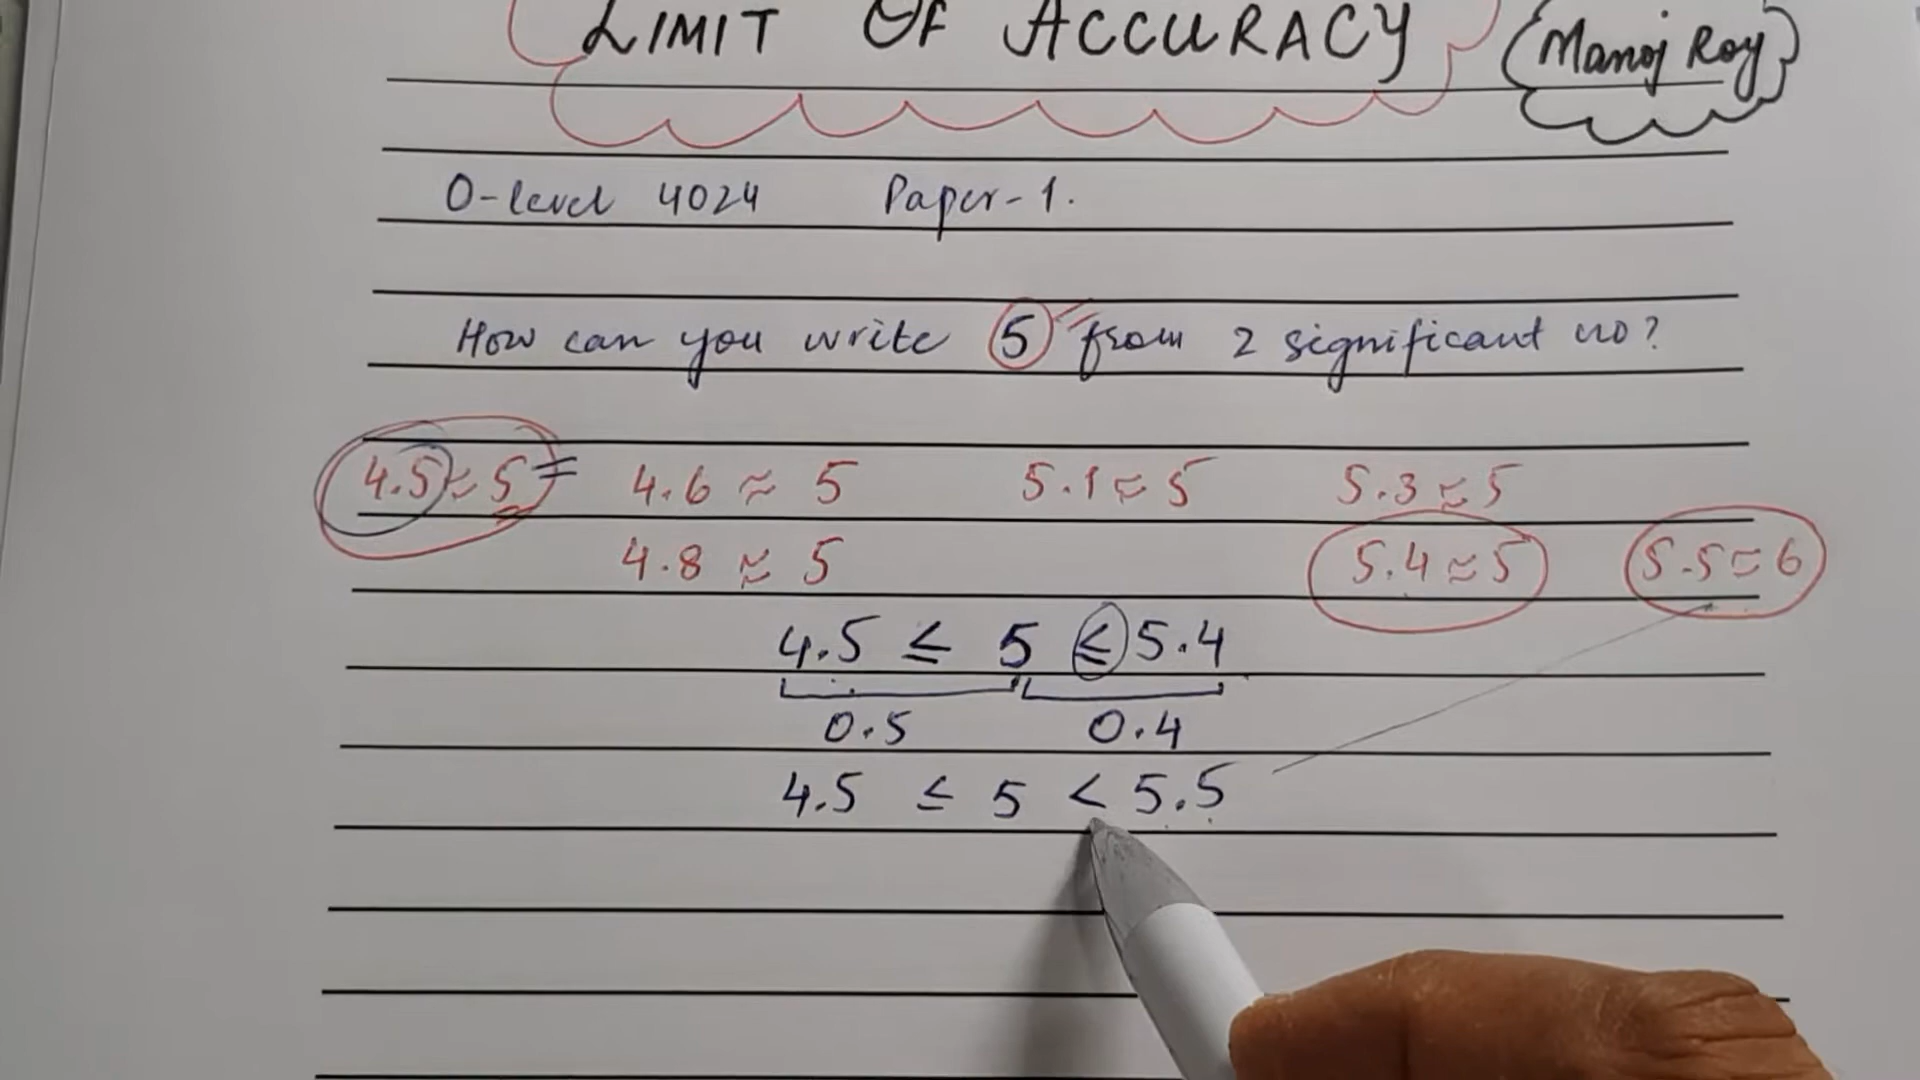 LIMIT OF ACCURACY (Manoj Roy)
O-level 4024 Paper-1.
How can you write 5 from 2 significant no?
4.5 ≈ 5 = 4.6 ≈ 5 5.1 ≈ 5 5.3 ≈ 5
4.8 ≈ 5 5.4 ≈ 5 5.5 ≈ 6
4.5 ≤ 5 ≤ 5.4
0.5 0.4
4.5 ≤ 5 < 5.5